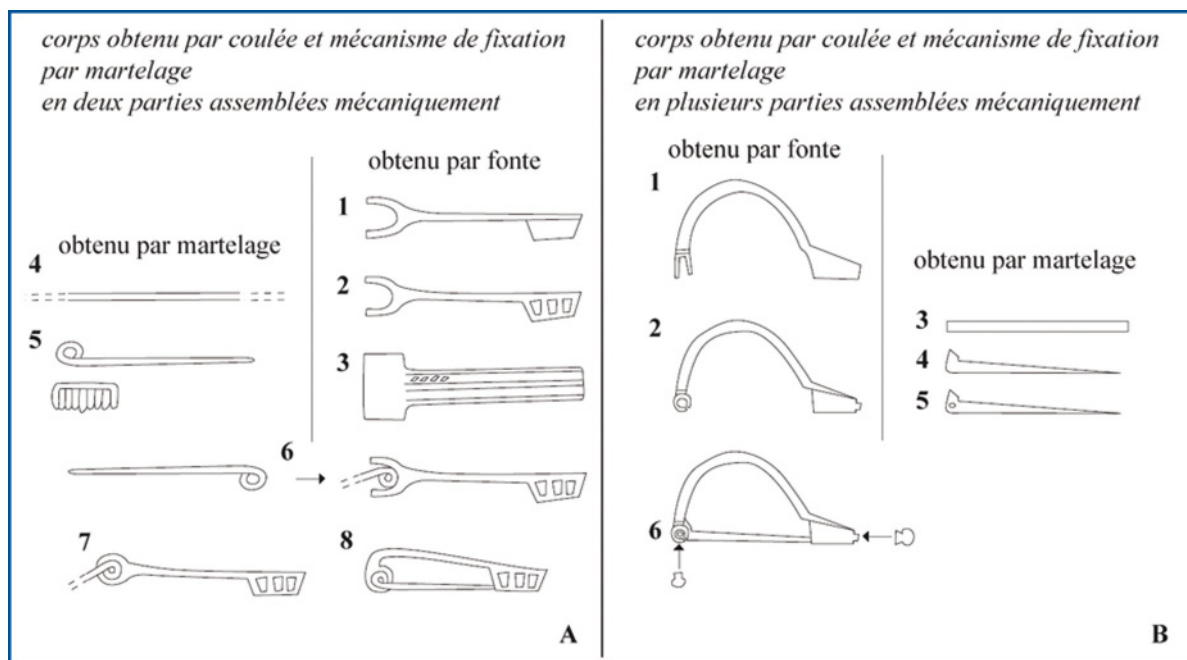 corps obtenu par coulée et mécanisme de fixation
par martelage
en deux parties assemblées mécaniquement
obtenu par fonte
1
obtenu par martelage
4
2
5
3
6
7
8
A
corps obtenu par coulée et mécanisme de fixation
par martelage
en plusieurs parties assemblées mécaniquement
obtenu par fonte
1
obtenu par martelage
2
3
4
5
6
B